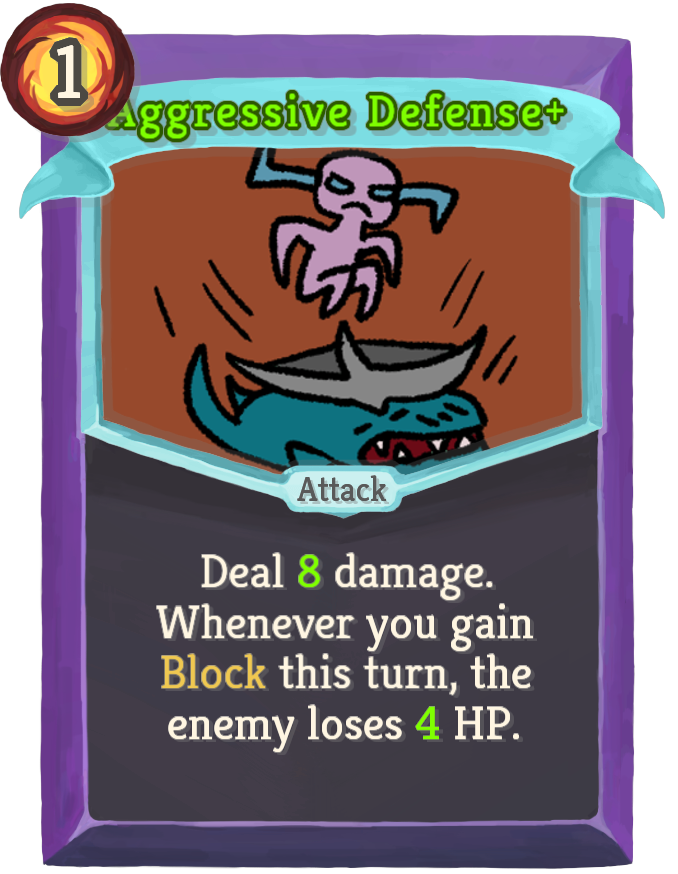 1
Aggressive Defense+
Attack
Deal 8 damage.
Whenever you gain
Block this turn, the
enemy loses 4 HP.